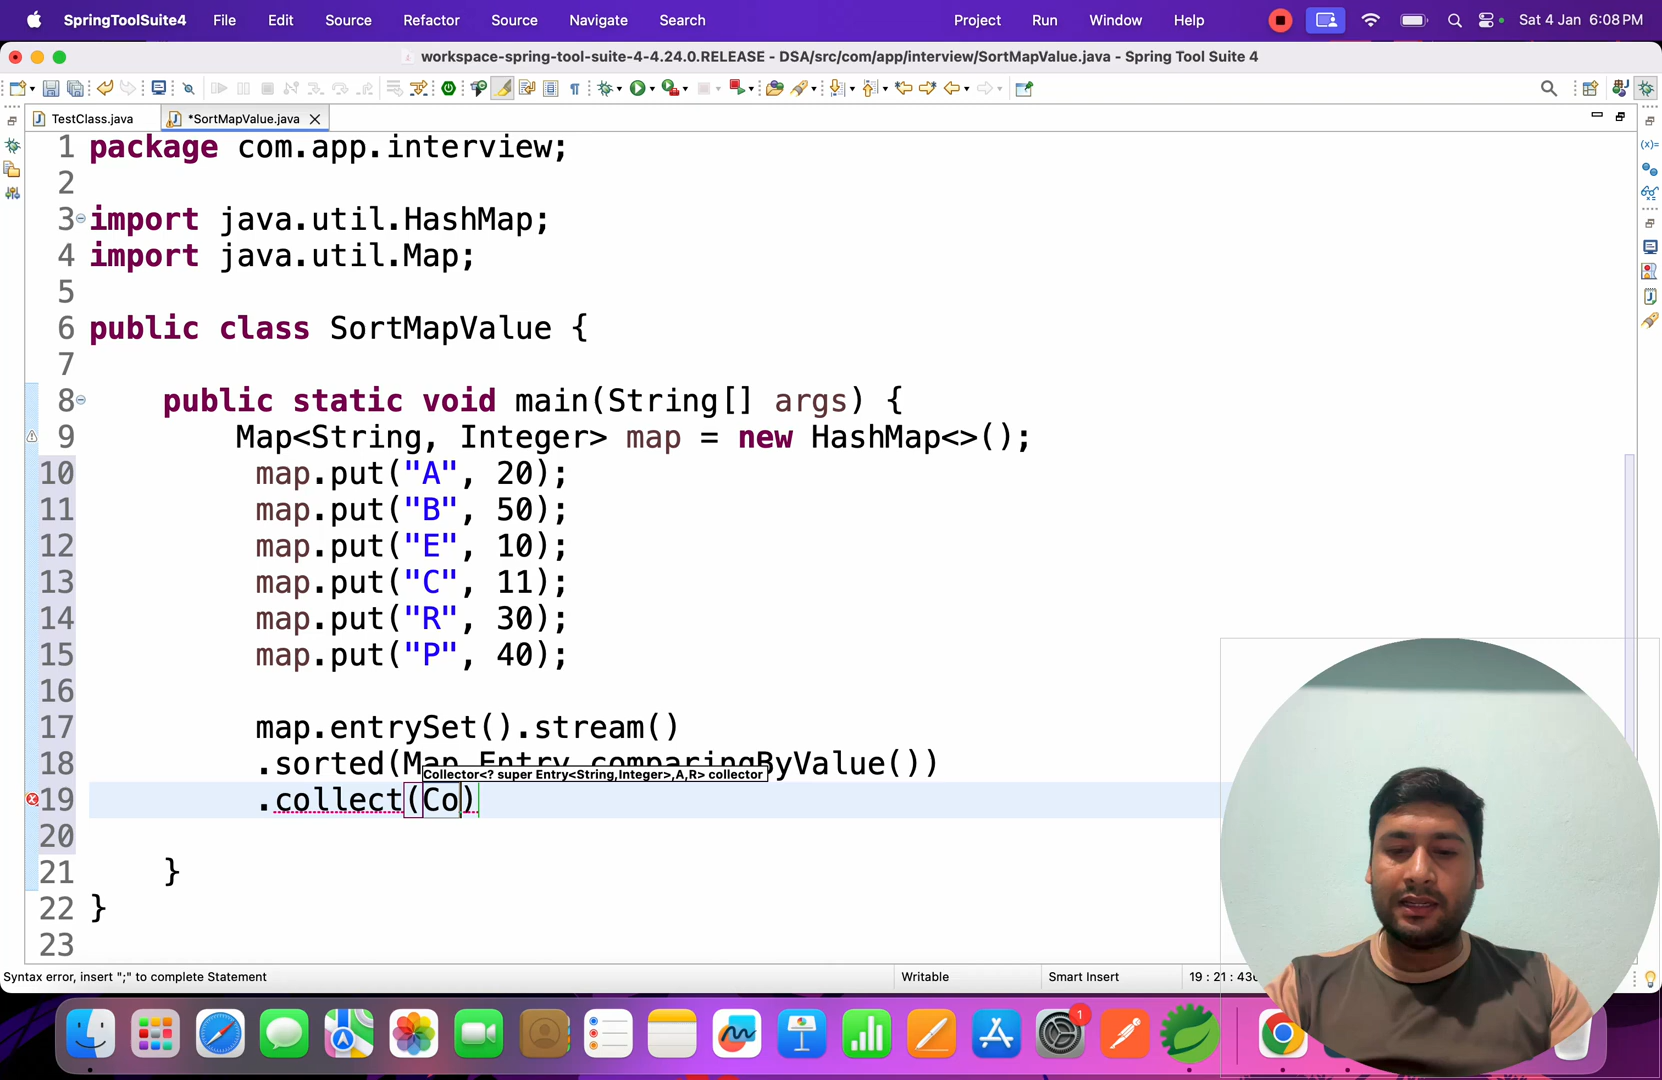 SpringToolSuite4 File Edit Source Refactor Source Navigate Search Project Run Window Help Sat 4 Jan 6:08 PM
workspace-spring-tool-suite-4-4.24.0.RELEASE - DSA/src/com/app/interview/SortMapValue.java - Spring Tool Suite 4
TestClass.java *SortMapValue.java
1 package com.app.interview;
2
3 import java.util.HashMap;
4 import java.util.Map;
5
6 public class SortMapValue {
7
8 public static void main(String[] args) {
9 Map<String, Integer> map = new HashMap<>();
10 map.put("A", 20);
11 map.put("B", 50);
12 map.put("E", 10);
13 map.put("C", 11);
14 map.put("R", 30);
15 map.put("P", 40);
16
17 map.entrySet().stream()
18 .sorted(Map.Entry.comparingByValue())
Collector<? super Entry<String,Integer>,A,R> collector
19 .collect(Co)
20
21 }
22 }
23
Syntax error, insert ";" to complete Statement Writable Smart Insert 19 : 21 : 43
1